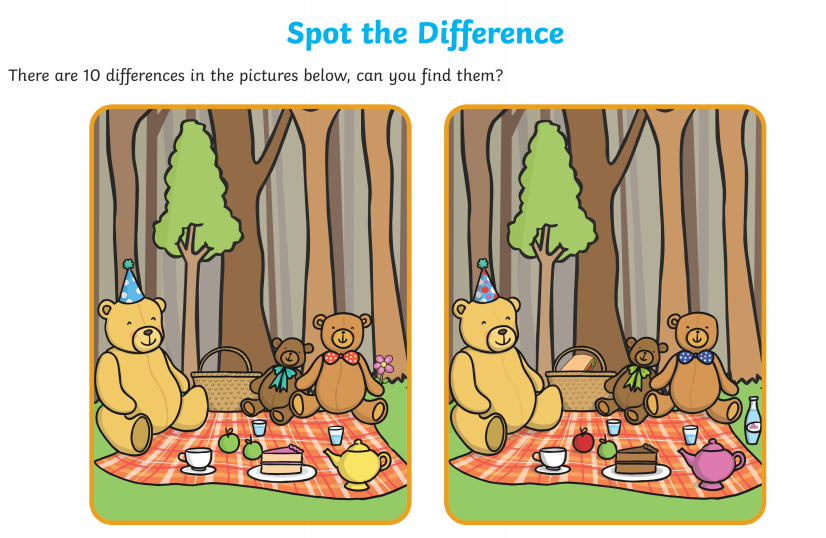 Spot the Difference
There are 10 differences in the pictures below, can you find them?